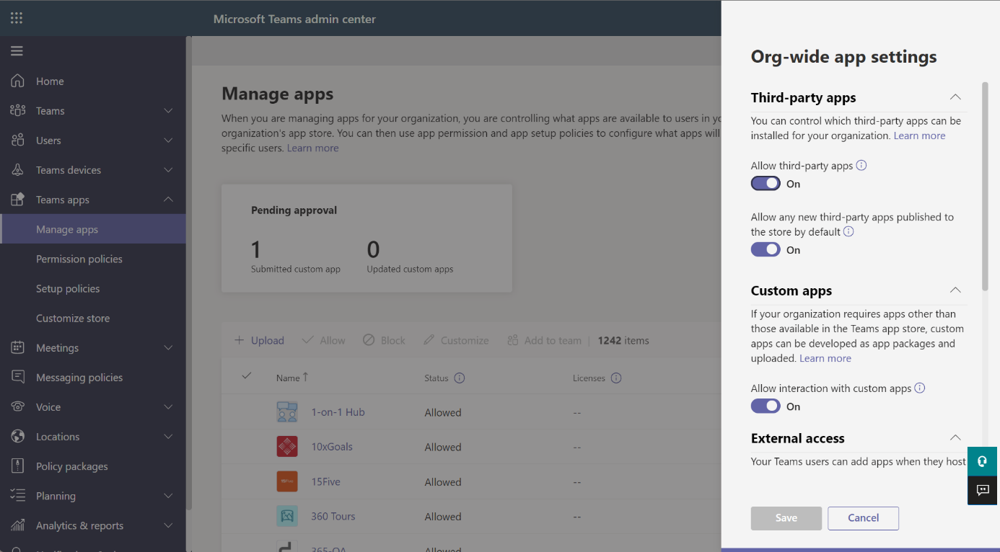 Microsoft Teams admin center
Home
Teams
Users
Teams devices
Teams apps
Manage apps
Permission policies
Setup policies
Customize store
Meetings
Messaging policies
Voice
Locations
Policy packages
Planning
Analytics & reports
Manage apps
When you are managing apps for your organization, you are controlling what apps are available to users in
organization's app store. You can then use app permission and app setup policies to configure what apps will
specific users. Learn more
Pending approval
1
Submitted custom app
0
Updated custom apps
+ Upload
Allow
Block
Customize
Add to team | 1242 items
Name ↑
Status
Licenses
1-on-1 Hub
Allowed
--
10xGoals
Allowed
--
15Five
Allowed
--
360 Tours
Allowed
--
Org-wide app settings
Third-party apps
You can control which third-party apps can be
installed for your organization. Learn more
Allow third-party apps
On
Allow any new third-party apps published to
the store by default
On
Custom apps
If your organization requires apps other than
those available in the Teams app store, custom
apps can be developed as app packages and
uploaded. Learn more
Allow interaction with custom apps
On
External access
Your Teams users can add apps when they host
Save
Cancel